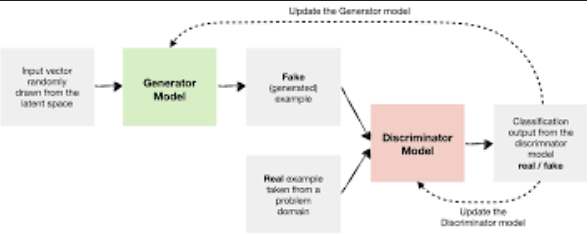 Update the Generator model
Input vector
randomly
drawn from the
latent space
Generator
Model
Fake
(generated)
example
Real example
taken from a
problem
domain
Discriminator
Model
Classification
output from the
discrimnator
model
real / fake
Update the
Discriminator model